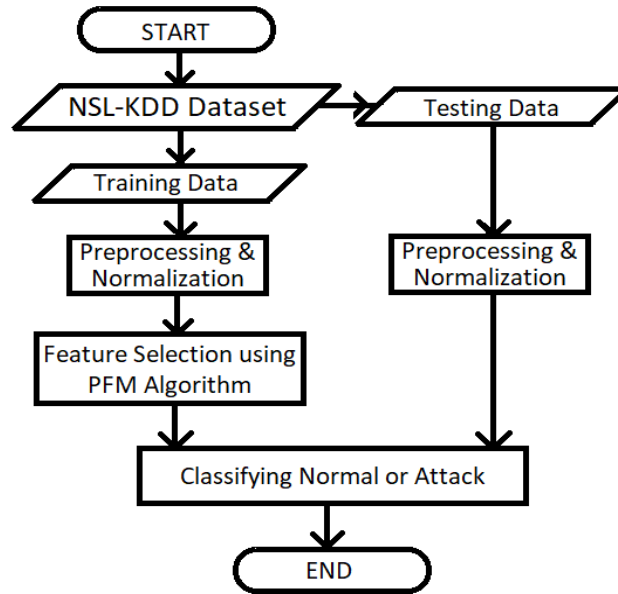 START
NSL-KDD Dataset
Testing Data
Training Data
Preprocessing &
Normalization
Preprocessing &
Normalization
Feature Selection using
PFM Algorithm
Classifying Normal or Attack
END